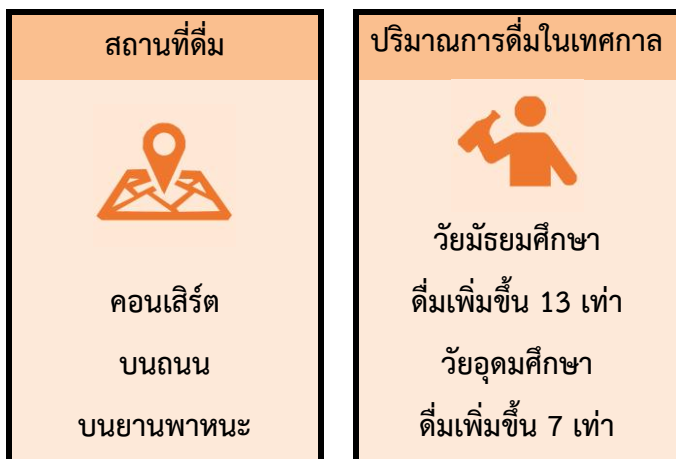 สถานที่ดื่ม
คอนเสิร์ต
บนถนน
บนยานพาหนะ
ปริมาณการดื่มในเทศกาล
วัยมัธยมศึกษา
ดื่มเพิ่มขึ้น 13 เท่า
วัยอุดมศึกษา
ดื่มเพิ่มขึ้น 7 เท่า